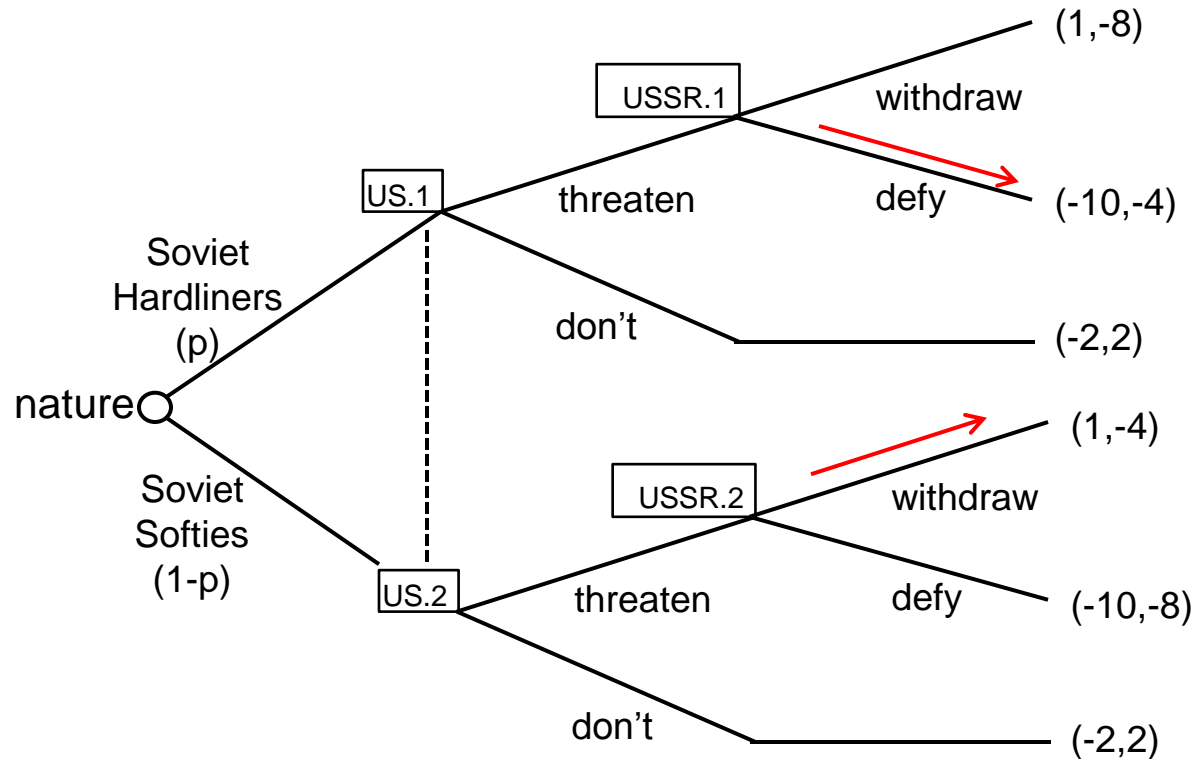 (1,-8)
withdraw
USSR.1
US.1
threaten
defy
(-10,-4)
Soviet
Hardliners
(p)
don't
(-2,2)
nature
(1,-4)
withdraw
USSR.2
Soviet
Softies
(1-p)
US.2
threaten
defy
(-10,-8)
don't
(-2,2)